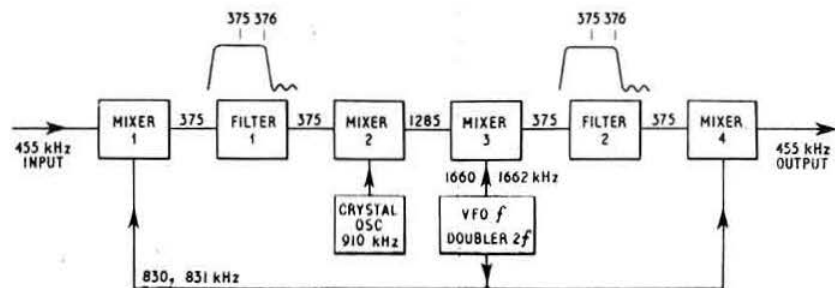 375 376
375 376
MIXER
1
375
FILTER
1
375
MIXER
2
1285
MIXER
3
375
FILTER
2
375
MIXER
4
455 kHz
INPUT
455 kHz
OUTPUT
1660 1662 kHz
CRYSTAL
OSC
910 kHz
VFO f
DOUBLER 2f
830, 831 kHz